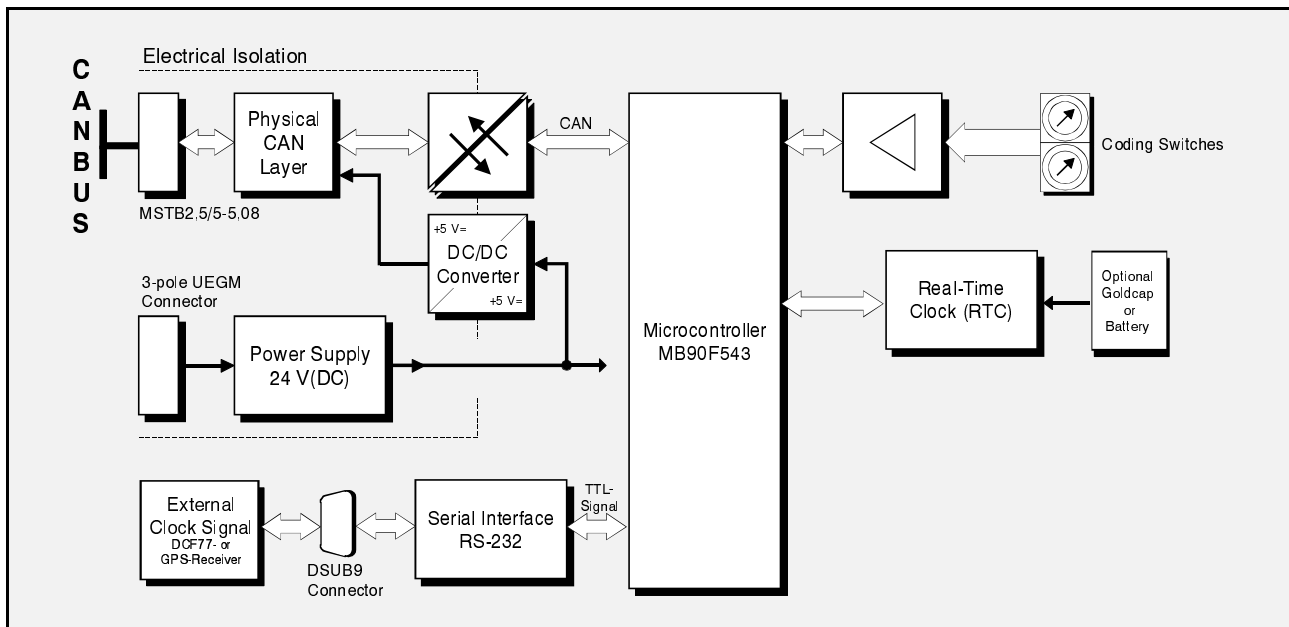 CANBUS
Electrical Isolation
Physical
CAN
Layer
CAN
MSTB2,5/5-5,08
Coding Switches
+5 V=
DC/DC
Converter
+5 V=
3-pole UEGM
Connector
Power Supply
24 V(DC)
Microcontroller
MB90F543
Real-Time
Clock (RTC)
Optional
Goldcap
or
Battery
External
Clock Signal
DCF77- or
GPS-Receiver
DSUB9
Connector
Serial Interface
RS-232
TTL-
Signal